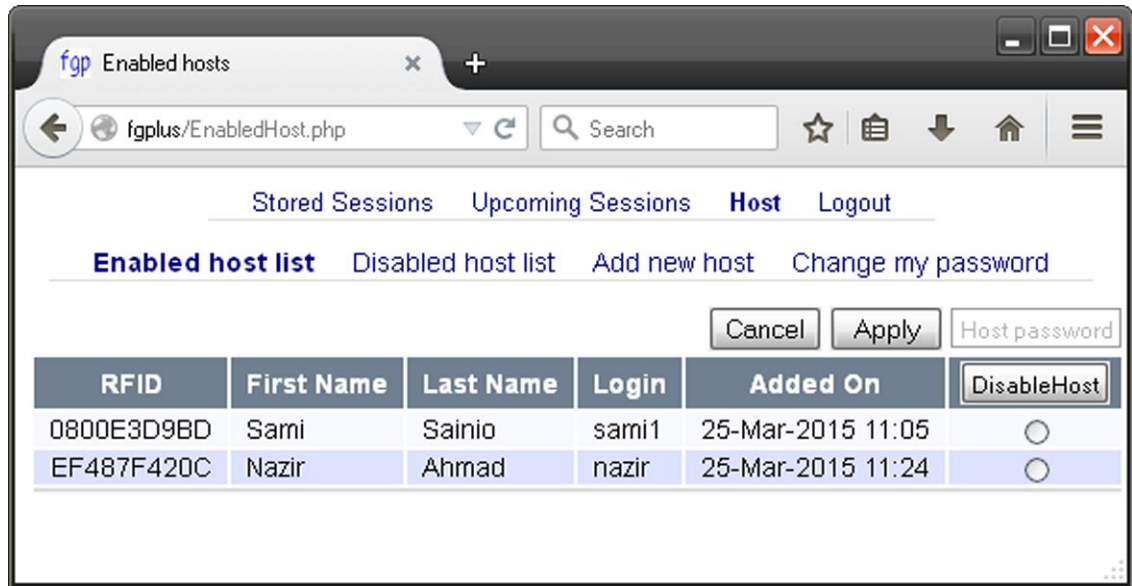 fgp Enabled hosts
fgplus/EnabledHost.php Search
Stored Sessions Upcoming Sessions Host Logout
Enabled host list Disabled host list Add new host Change my password
Cancel Apply Host password
RFID First Name Last Name Login Added On DisableHost
0800E3D9BD Sami Sainio sami1 25-Mar-2015 11:05
EF487F420C Nazir Ahmad nazir 25-Mar-2015 11:24